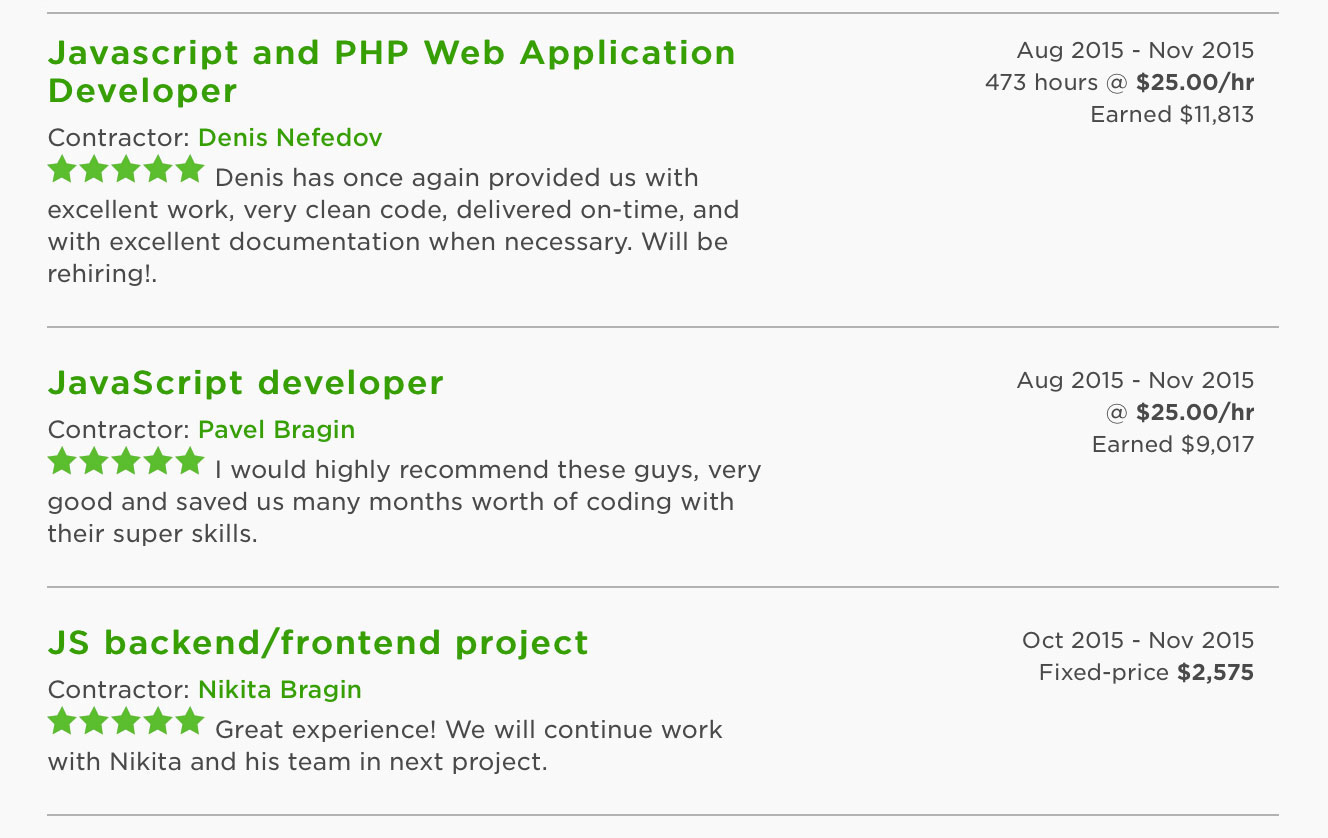 Javascript and PHP Web Application
Developer
Aug 2015 - Nov 2015
473 hours @ $25.00/hr
Earned $11,813
Contractor: Denis Nefedov
Denis has once again provided us with
excellent work, very clean code, delivered on-time, and
with excellent documentation when necessary. Will be
rehiring!.
JavaScript developer
Aug 2015 - Nov 2015
@ $25.00/hr
Earned $9,017
Contractor: Pavel Bragin
I would highly recommend these guys, very
good and saved us many months worth of coding with
their super skills.
JS backend/frontend project
Oct 2015 - Nov 2015
Fixed-price $2,575
Contractor: Nikita Bragin
Great experience! We will continue work
with Nikita and his team in next project.